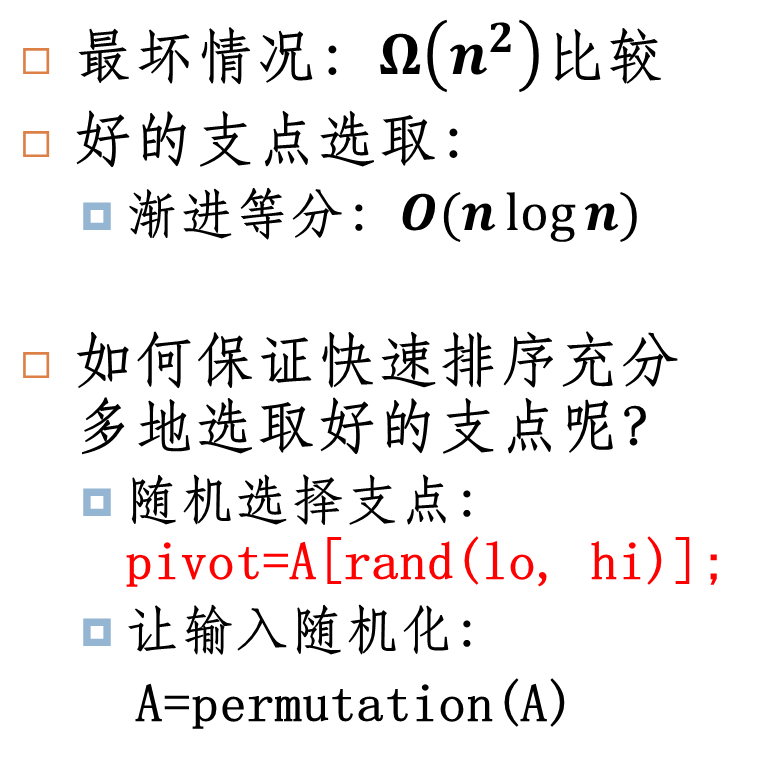 最坏情况：Ω(n²)比较
好的支点选取：
渐进等分：O(n log n)
如何保证快速排序充分
多地选取好的支点呢？
随机选择支点：
pivot=A[rand(lo, hi)];
让输入随机化：
A=permutation(A)